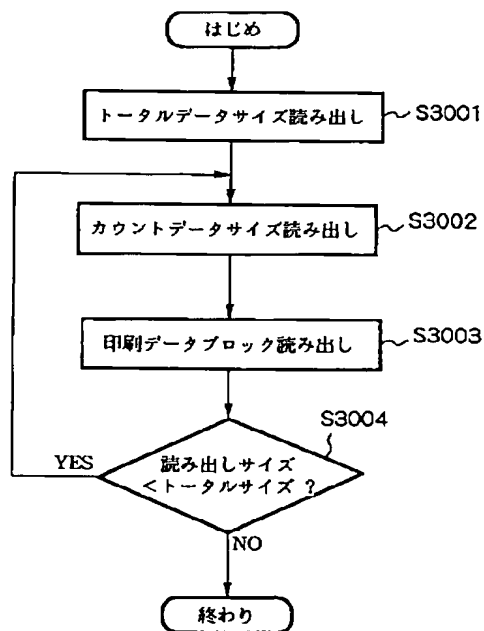 はじめ
トータルデータサイズ読み出し
S3001
カウントデータサイズ読み出し
S3002
印刷データブロック読み出し
S3003
S3004
YES
読み出しサイズ
<トータルサイズ ?
NO
終わり